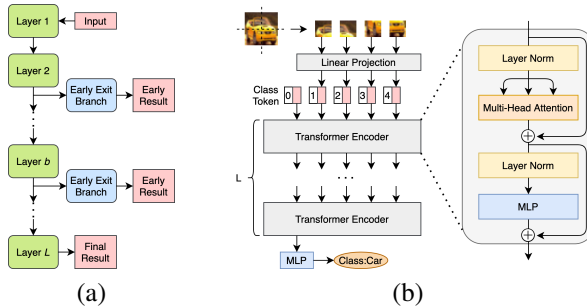 Layer 1
Input
Layer 2
Early Exit
Branch
Early
Result
Layer b
Early Exit
Branch
Early
Result
Layer L
Final
Result
(a)
Linear Projection
Class
Token
0
1
2
3
4
Transformer Encoder
L
Transformer Encoder
MLP
Class:Car
Layer Norm
Multi-Head Attention
Layer Norm
MLP
(b)